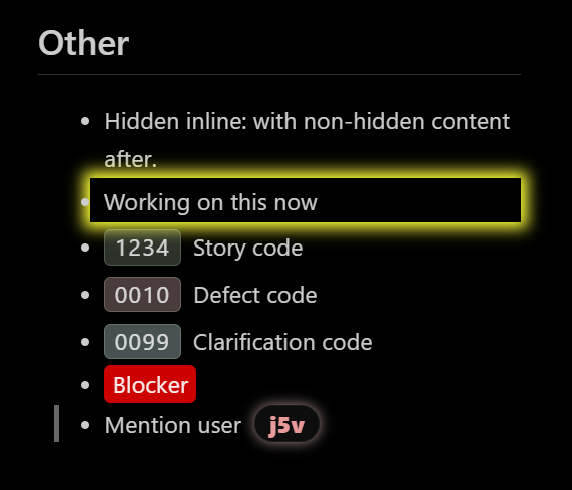 Other
Hidden inline: with non-hidden content
after.
Working on this now
1234 Story code
0010 Defect code
0099 Clarification code
Blocker
Mention user j5v